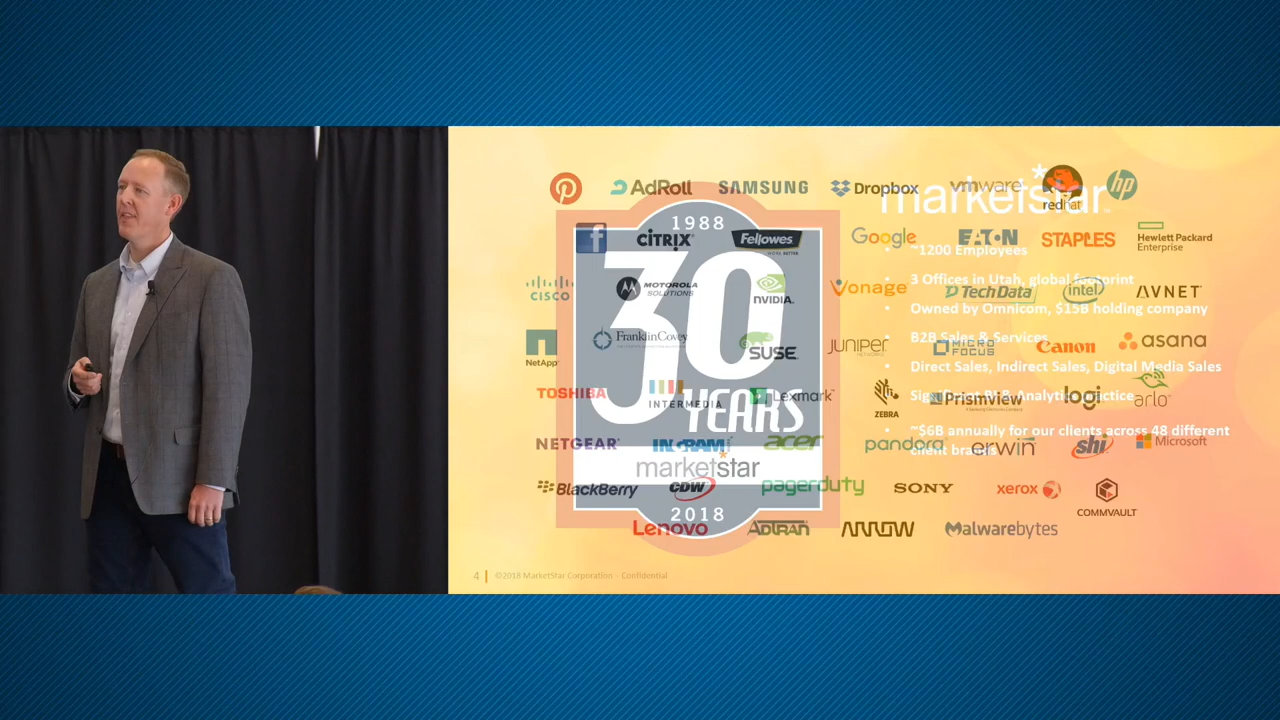 AdRoll SAMSUNG Dropbox vmware redhat hp
marketstar
1988
CITRIX Fellowes Google EATON STAPLES Hewlett Packard
Enterprise
~1200 Employees
30
YEARS
3 Offices in Utah, global footprint
CISCO MOTOROLA
SOLUTIONS NVIDIA. Vonage TechData intel AVNET
Owned by Omnicom, $15B holding company
B2B Sales & Services
NetApp FranklinCovey SUSE JUNIPER
NETWORKS MICRO
FOCUS Canon asana
Direct Sales, Indirect Sales, Digital Media Sales
TOSHIBA INTERMEDIA Lexmark ZEBRA PrismView logi arlo
~$6B annually for our clients across 48 different
client brands
NETGEAR INGRAM acer pandora erwin shi Microsoft
marketstar
BlackBerry CDW pagerduty SONY xerox COMMVAULT
2018
Lenovo ADTRAN ARROW Malwarebytes
4 | ©2018 MarketStar Corporation - Confidential